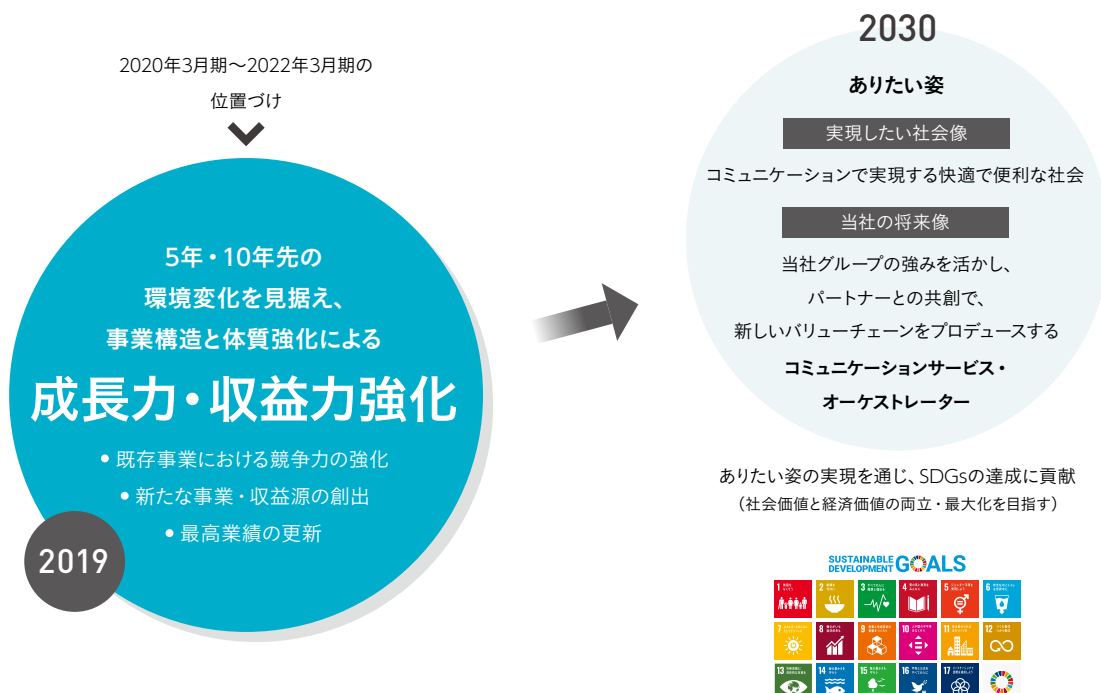 2020年3月期～2022年3月期の
位置づけ
5年・10年先の
環境変化を見据え、
事業構造と体質強化による
成長力・収益力強化
• 既存事業における競争力の強化
• 新たな事業・収益源の創出
• 最高業績の更新
2019
2030
ありたい姿
実現したい社会像
コミュニケーションで実現する快適で便利な社会
当社の将来像
当社グループの強みを活かし、
パートナーとの共創で、
新しいバリューチェーンをプロデュースする
コミュニケーションサービス・
オーケストレーター
ありたい姿の実現を通じ、SDGsの達成に貢献
（社会価値と経済価値の両立・最大化を目指す）
SUSTAINABLE
DEVELOPMENT GOALS
1 2 3 4 5 6
7 8 9 10 11 12
13 14 15 16 17